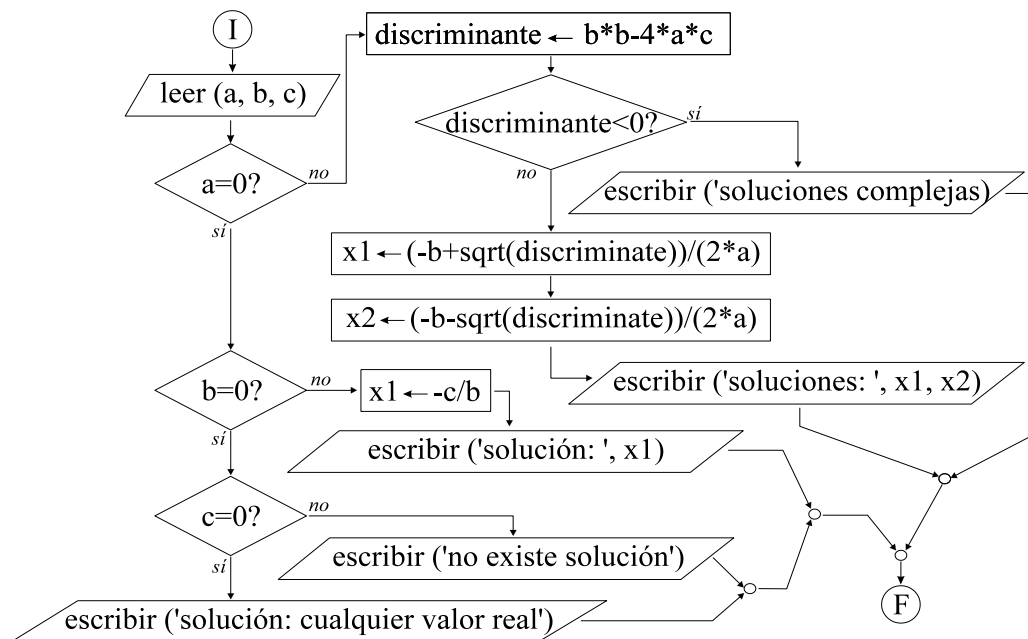 I
discriminante ← b*b-4*a*c
leer (a, b, c)
discriminante<0?
sí
no
a=0?
no
sí
escribir ('soluciones complejas)
x1 ← (-b+sqrt(discriminate))/(2*a)
x2 ← (-b-sqrt(discriminate))/(2*a)
b=0?
no
sí
x1 ← -c/b
escribir ('soluciones: ', x1, x2)
escribir ('solución: ', x1)
c=0?
no
sí
escribir ('no existe solución')
F
escribir ('solución: cualquier valor real')